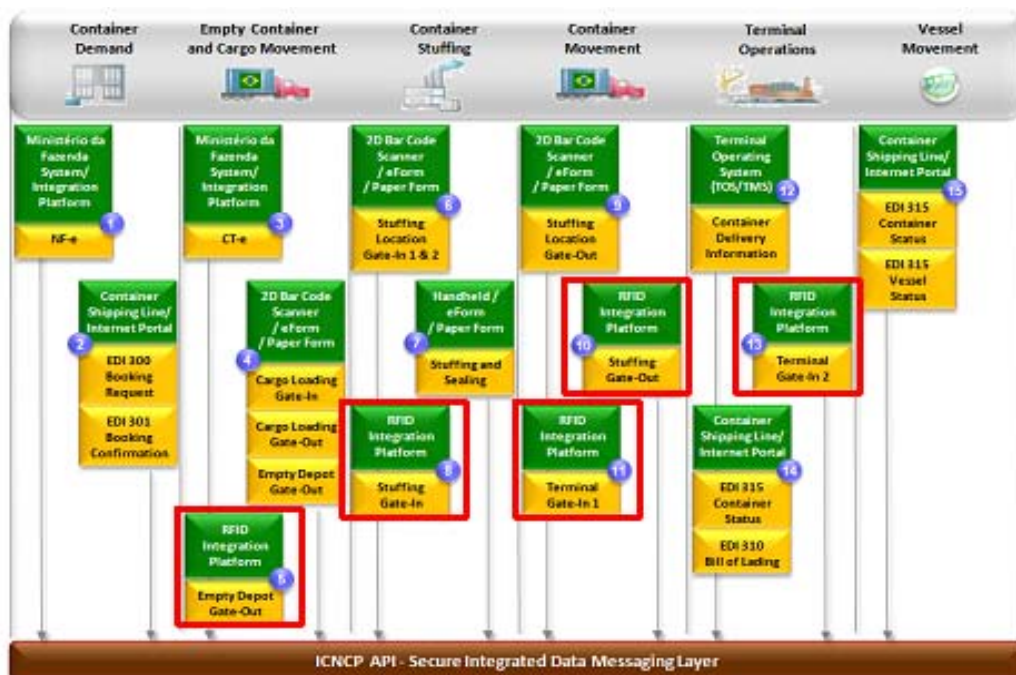 Container
Demand
Empty Container
and Cargo Movement
Container
Stuffing
Container
Movement
Terminal
Operations
Vessel
Movement
Ministério da
Fazenda
System/
Integration
Platform
1
NF-e
Container
Shipping Line/
Internet Portal
2
EDI 300
Booking
Request
EDI 301
Booking
Confirmation
Ministério da
Fazenda
System/
Integration
Platform
3
CT-e
2D Bar Code
Scanner
/ eForm
/ Paper Form
4
Cargo Loading
Gate-In
Cargo Loading
Gate-Out
Empty Depot
Gate-Out
RFID
Integration
Platform
5
Empty Depot
Gate-Out
2D Bar Code
Scanner
/ eForm
/ Paper Form
6
Stuffing
Location
Gate-In 1 & 2
Handheld /
eForm
/ Paper Form
7
Stuffing and
Sealing
RFID
Integration
Platform
8
Stuffing
Gate-In
2D Bar Code
Scanner
/ eForm
/ Paper Form
9
Stuffing
Location
Gate-Out
RFID
Integration
Platform
10
Stuffing
Gate-Out
RFID
Integration
Platform
11
Terminal
Gate-In 1
Terminal
Operating
System
(TOS/TMS)
12
Container
Delivery
Information
RFID
Integration
Platform
13
Terminal
Gate-In 2
Container
Shipping Line/
Internet Portal
14
EDI 315
Container
Status
EDI 310
Bill of Lading
Container
Shipping Line/
Internet Portal
15
EDI 315
Container
Status
EDI 315
Vessel
Status
ICNCP API - Secure Integrated Data Messaging Layer